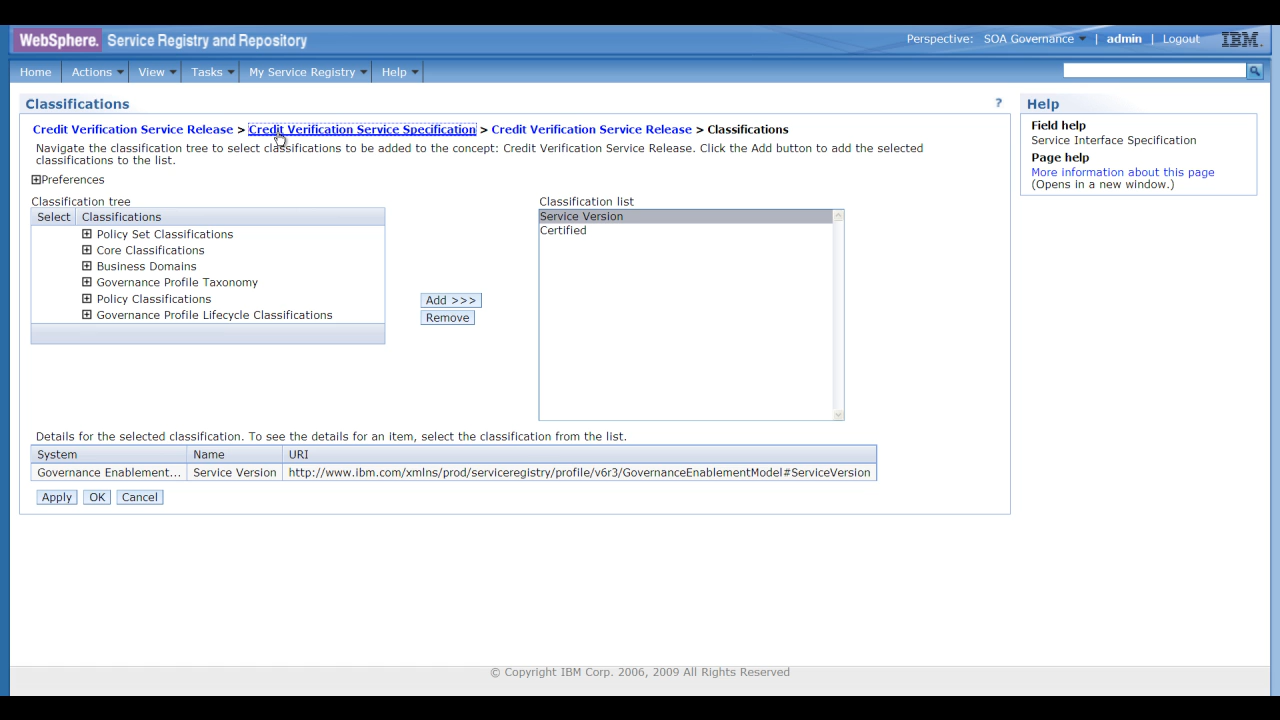 WebSphere. Service Registry and Repository
Perspective: SOA Governance | admin | Logout IBM.
Home Actions View Tasks My Service Registry Help
Classifications ?
Credit Verification Service Release > Credit Verification Service Specification > Credit Verification Service Release > Classifications
Navigate the classification tree to select classifications to be added to the concept: Credit Verification Service Release. Click the Add button to add the selected
classifications to the list.
Preferences
Classification tree
Select Classifications
Policy Set Classifications
Core Classifications
Business Domains
Governance Profile Taxonomy
Policy Classifications
Governance Profile Lifecycle Classifications
Add >>>
Remove
Classification list
Service Version
Certified
Details for the selected classification. To see the details for an item, select the classification from the list.
System Name URI
Governance Enablement... Service Version http://www.ibm.com/xmlns/prod/serviceregistry/profile/v6r3/GovernanceEnablementModel#ServiceVersion
Apply OK Cancel
Help
Field help
Service Interface Specification
Page help
More information about this page
(Opens in a new window.)
© Copyright IBM Corp. 2006, 2009 All Rights Reserved